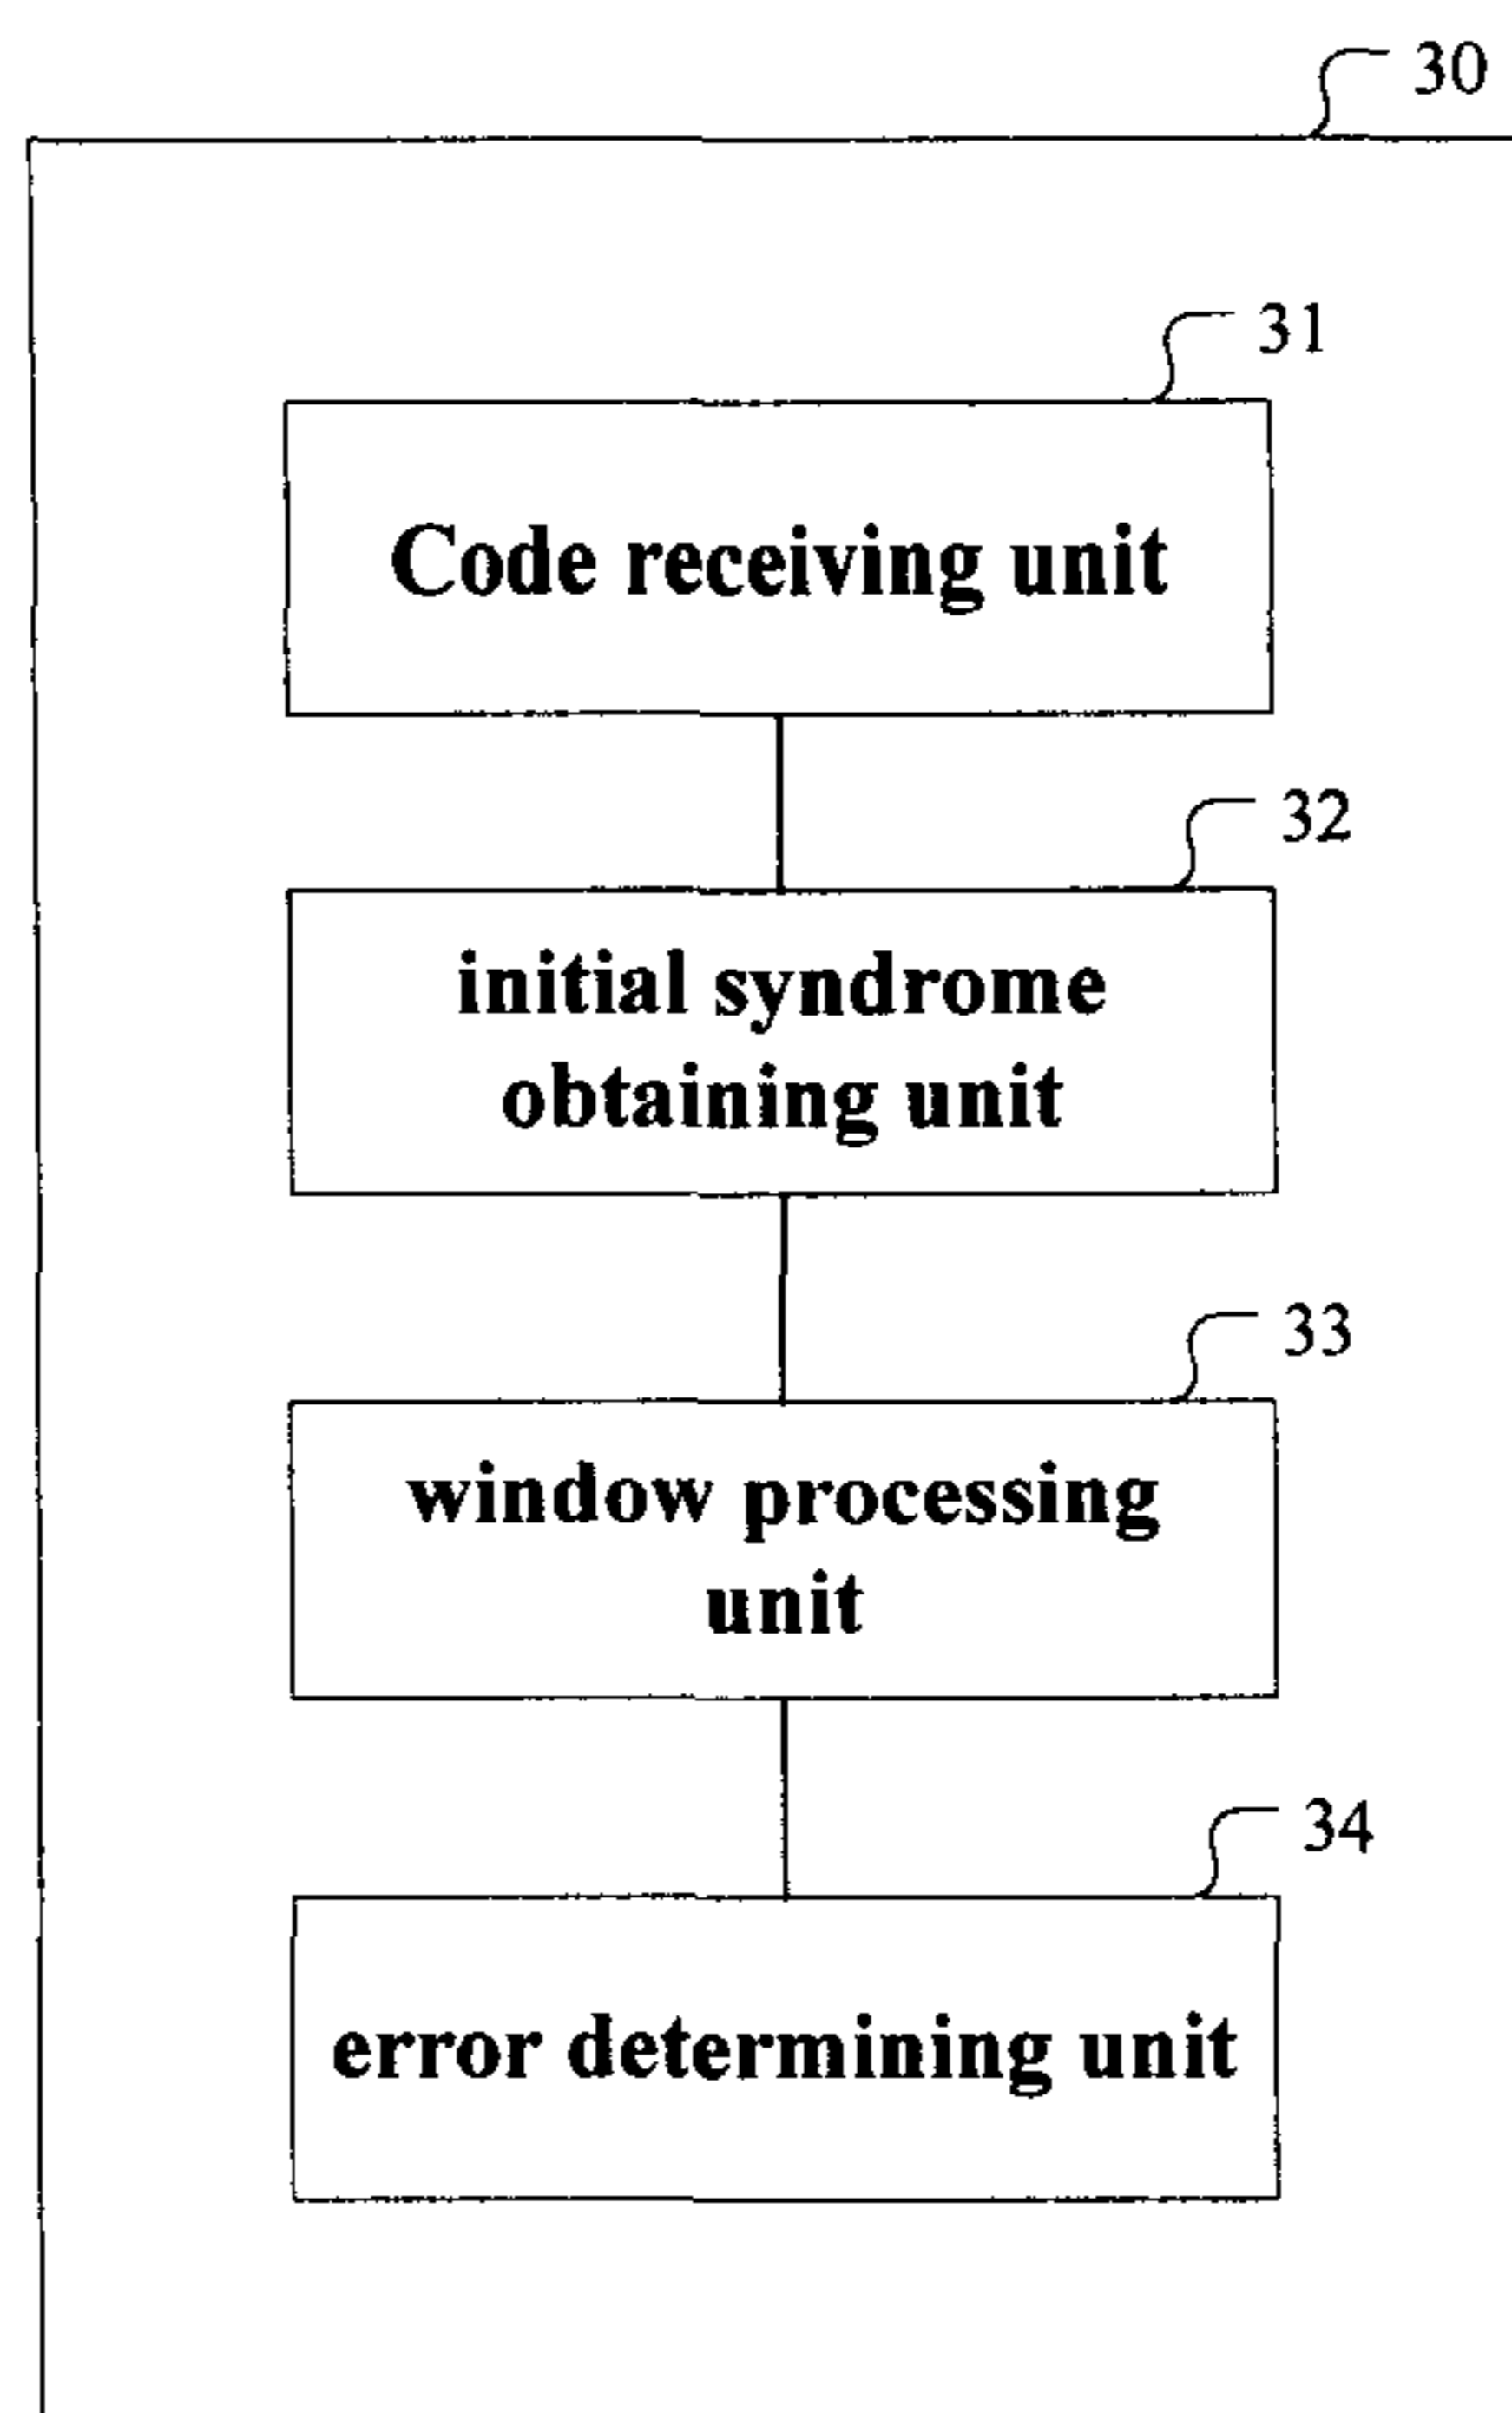 30
31
Code receiving unit
32
initial syndrome
obtaining unit
33
window processing
unit
34
error determining unit